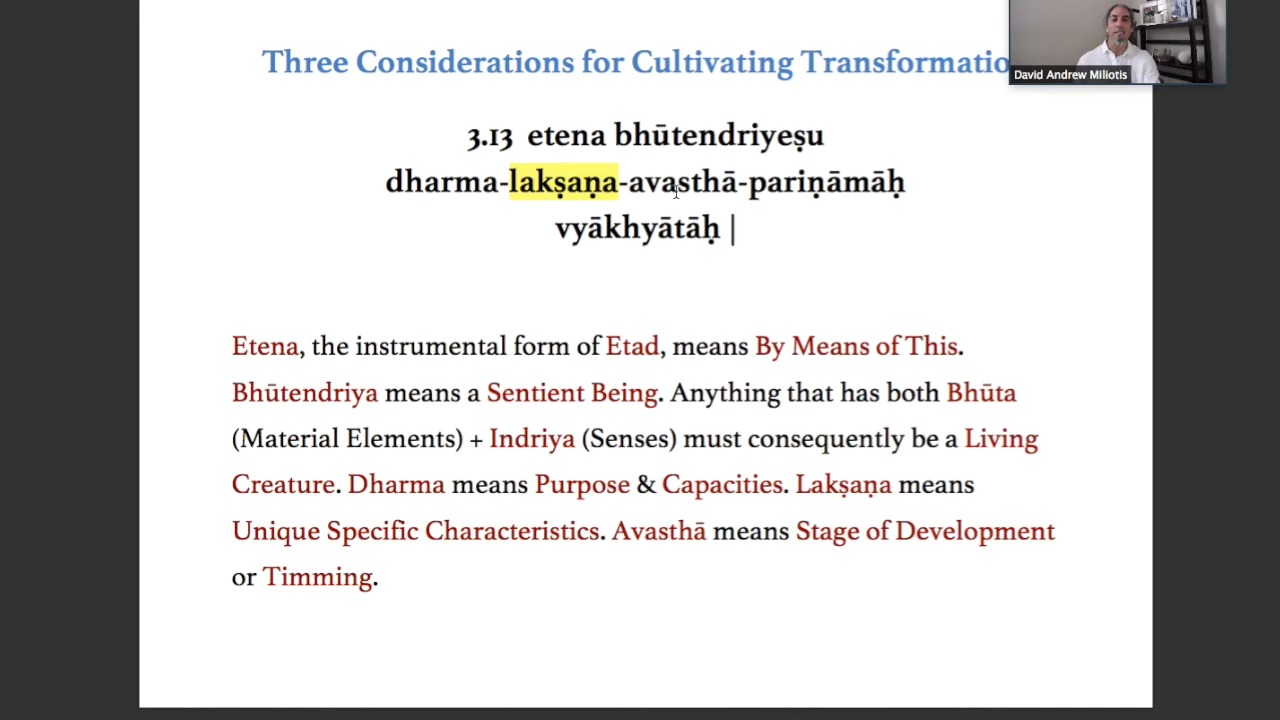 Three Considerations for Cultivating Transformatio
David Andrew Miliotis
3.13 etena bhūtendriyeṣu
dharma-lakṣaṇa-avasthā-pariṇāmāḥ
vyākhyātāḥ |
Etena, the instrumental form of Etad, means By Means of This.
Bhūtendriya means a Sentient Being. Anything that has both Bhūta
(Material Elements) + Indriya (Senses) must consequently be a Living
Creature. Dharma means Purpose & Capacities. Lakṣaṇa means
Unique Specific Characteristics. Avasthā means Stage of Development
or Timming.